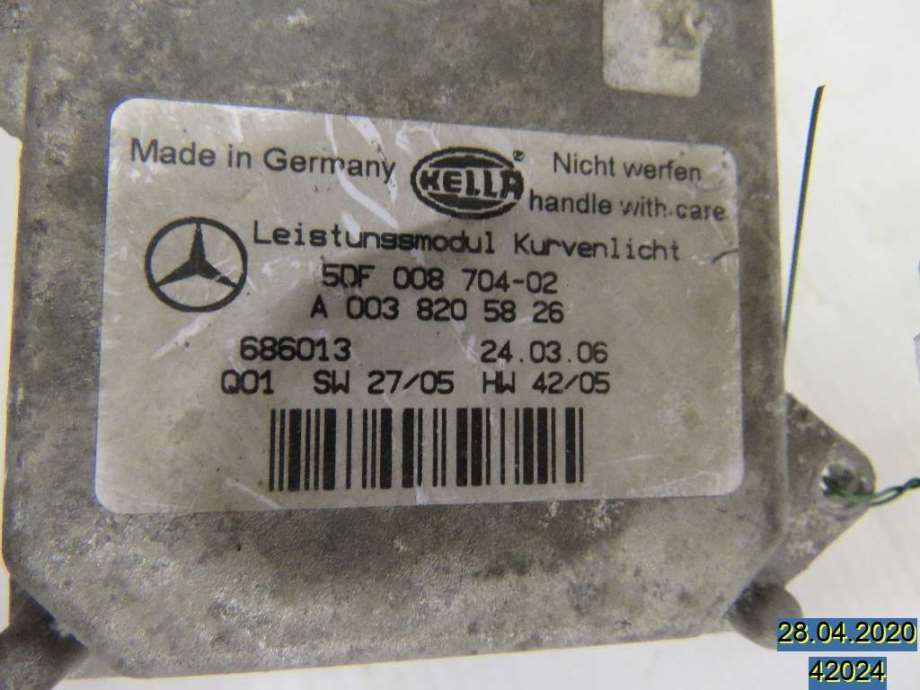 Made in Germany
HELLA ®
Nicht werfen
handle with care
Leistungsmodul Kurvenlicht
5DF 008 704-02
A 003 820 58 26
686013 24.03.06
Q01 SW 27/05 HW 42/05
28.04.2020
42024